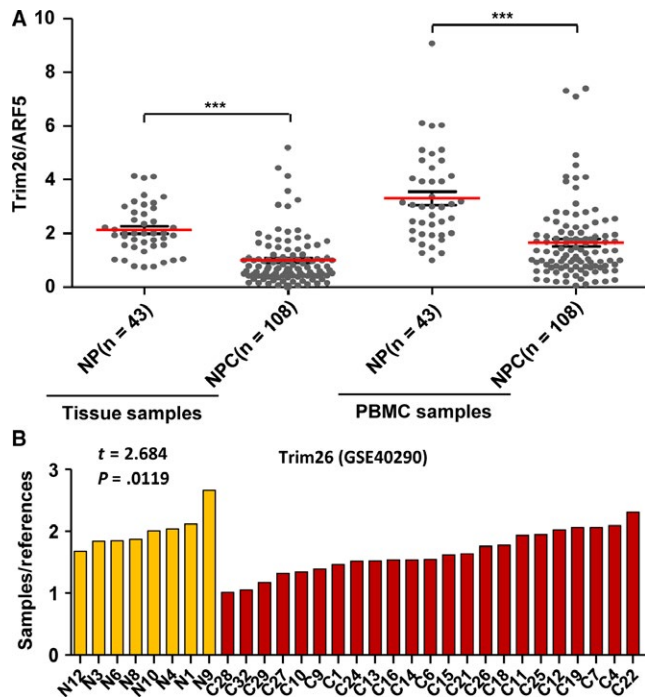 A
Trim26/ARF5
10
8
6
4
2
0
***
***
NP(n = 43)
NPC(n = 108)
NP(n = 43)
NPC(n = 108)
Tissue samples
PBMC samples
B
t = 2.684
P = .0119
Trim26 (GSE40290)
Samples/references
3
2
1
0
N12 N3 N6 N8 N10 N4 N1 N9 C28 C32 C29 C27 C10 C9 C1 C24 C13 C16 C14 C6 C15 C21 C26 C18 C11 C25 C12 C19 C7 C4 C22